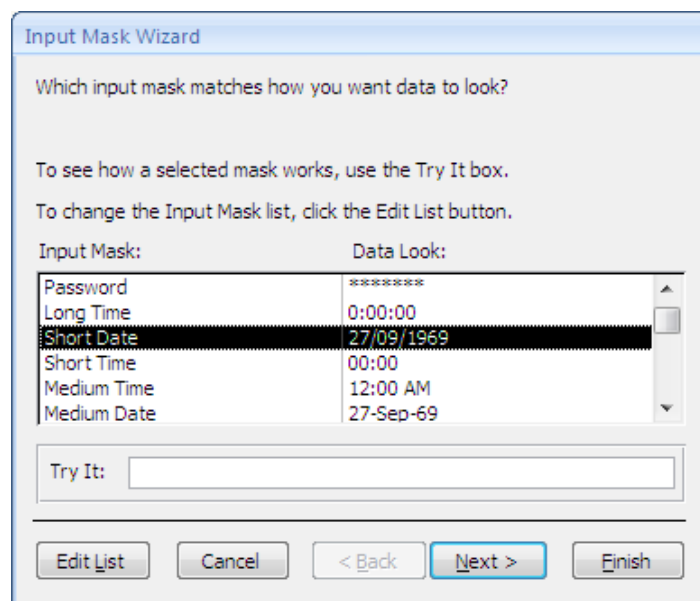 Input Mask Wizard
Which input mask matches how you want data to look?
To see how a selected mask works, use the Try It box.
To change the Input Mask list, click the Edit List button.
Input Mask: Data Look:
Password *******
Long Time 0:00:00
Short Date 27/09/1969
Short Time 00:00
Medium Time 12:00 AM
Medium Date 27-Sep-69
Try It:
Edit List Cancel < Back Next > Finish